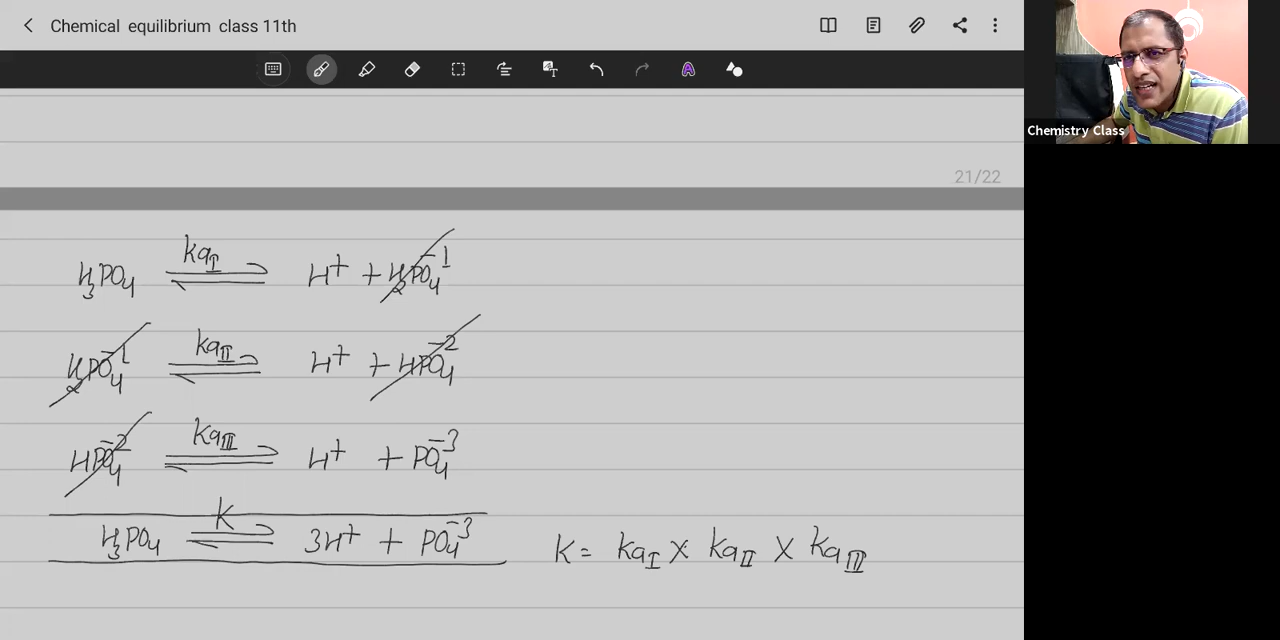 Chemical equilibrium class 11th
Chemistry Class
21/22
H₃PO₄ ⇌ kaI H⁺ + H₂PO₄⁻¹
H₂PO₄⁻¹ ⇌ kaII H⁺ + HPO₄⁻²
HPO₄⁻² ⇌ kaIII H⁺ + PO₄⁻³
H₃PO₄ ⇌ K 3H⁺ + PO₄⁻³ K = kaI × kaII × kaIII